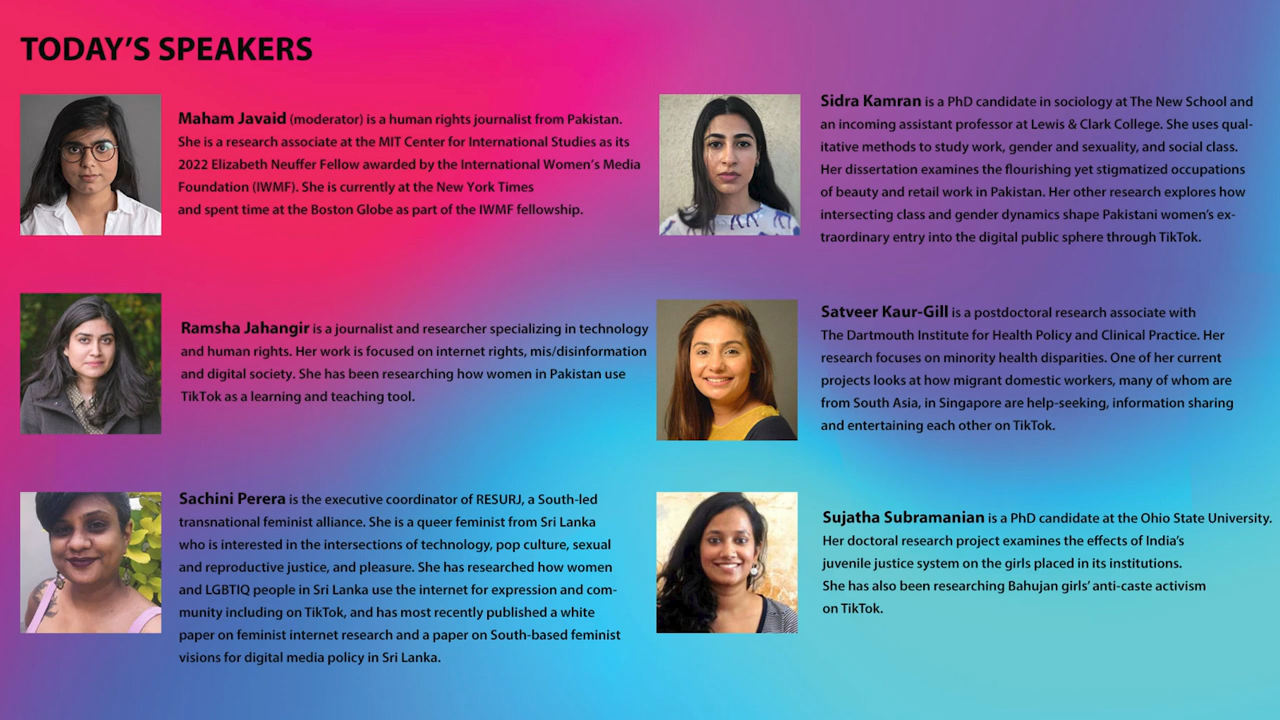 TODAY’S SPEAKERS
Maham Javaid (moderator) is a human rights journalist from Pakistan.
She is a research associate at the MIT Center for International Studies as its
2022 Elizabeth Neuffer Fellow awarded by the International Women’s Media
Foundation (IWMF). She is currently at the New York Times
and spent time at the Boston Globe as part of the IWMF fellowship.
Ramsha Jahangir is a journalist and researcher specializing in technology
and human rights. Her work is focused on internet rights, mis/disinformation
and digital society. She has been researching how women in Pakistan use
TikTok as a learning and teaching tool.
Sachini Perera is the executive coordinator of RESURJ, a South-led
transnational feminist alliance. She is a queer feminist from Sri Lanka
who is interested in the intersections of technology, pop culture, sexual
and reproductive justice, and pleasure. She has researched how women
and LGBTIQ people in Sri Lanka use the internet for expression and com-
munity including on TikTok, and has most recently published a white
paper on feminist internet research and a paper on South-based feminist
visions for digital media policy in Sri Lanka.
Sidra Kamran is a PhD candidate in sociology at The New School and
an incoming assistant professor at Lewis & Clark College. She uses qual-
itative methods to study work, gender and sexuality, and social class.
Her dissertation examines the flourishing yet stigmatized occupations
of beauty and retail work in Pakistan. Her other research explores how
intersecting class and gender dynamics shape Pakistani women’s ex-
traordinary entry into the digital public sphere through TikTok.
Satveer Kaur-Gill is a postdoctoral research associate with
The Dartmouth Institute for Health Policy and Clinical Practice. Her
research focuses on minority health disparities. One of her current
projects looks at how migrant domestic workers, many of whom are
from South Asia, in Singapore are help-seeking, information sharing
and entertaining each other on TikTok.
Sujatha Subramanian is a PhD candidate at the Ohio State University.
Her doctoral research project examines the effects of India’s
juvenile justice system on the girls placed in its institutions.
She has also been researching Bahujan girls’ anti-caste activism
on TikTok.